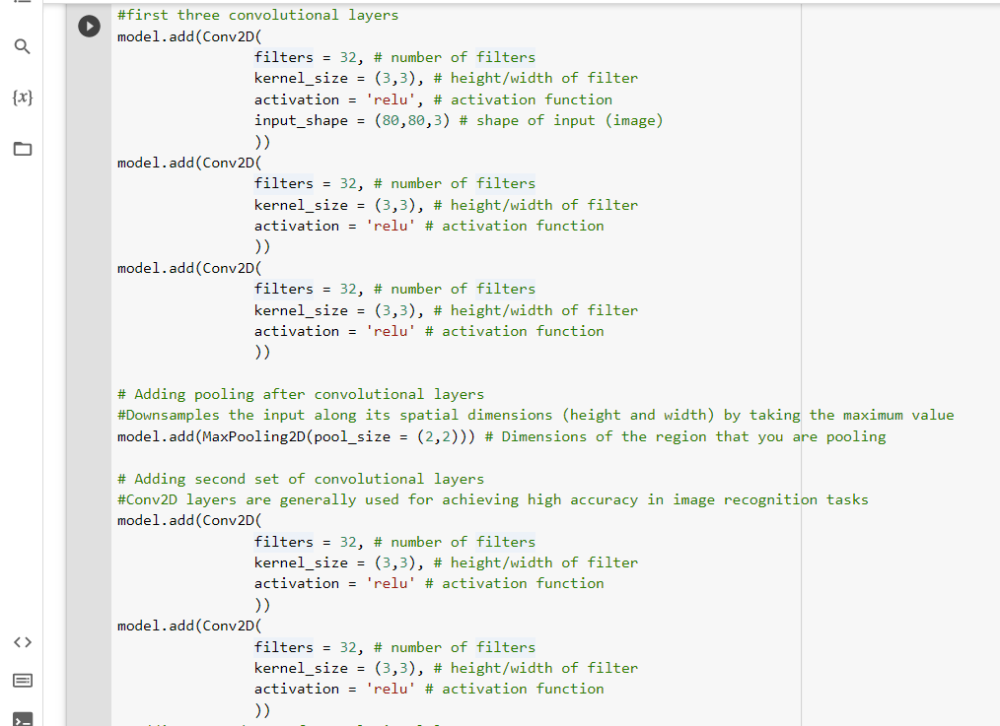 #first three convolutional layers
model.add(Conv2D(
filters = 32, # number of filters
kernel_size = (3,3), # height/width of filter
activation = 'relu', # activation function
input_shape = (80,80,3) # shape of input (image)
))
model.add(Conv2D(
filters = 32, # number of filters
kernel_size = (3,3), # height/width of filter
activation = 'relu' # activation function
))
model.add(Conv2D(
filters = 32, # number of filters
kernel_size = (3,3), # height/width of filter
activation = 'relu' # activation function
))
# Adding pooling after convolutional layers
#Downsamples the input along its spatial dimensions (height and width) by taking the maximum value
model.add(MaxPooling2D(pool_size = (2,2))) # Dimensions of the region that you are pooling
# Adding second set of convolutional layers
#Conv2D layers are generally used for achieving high accuracy in image recognition tasks
model.add(Conv2D(
filters = 32, # number of filters
kernel_size = (3,3), # height/width of filter
activation = 'relu' # activation function
))
model.add(Conv2D(
filters = 32, # number of filters
kernel_size = (3,3), # height/width of filter
activation = 'relu' # activation function
))